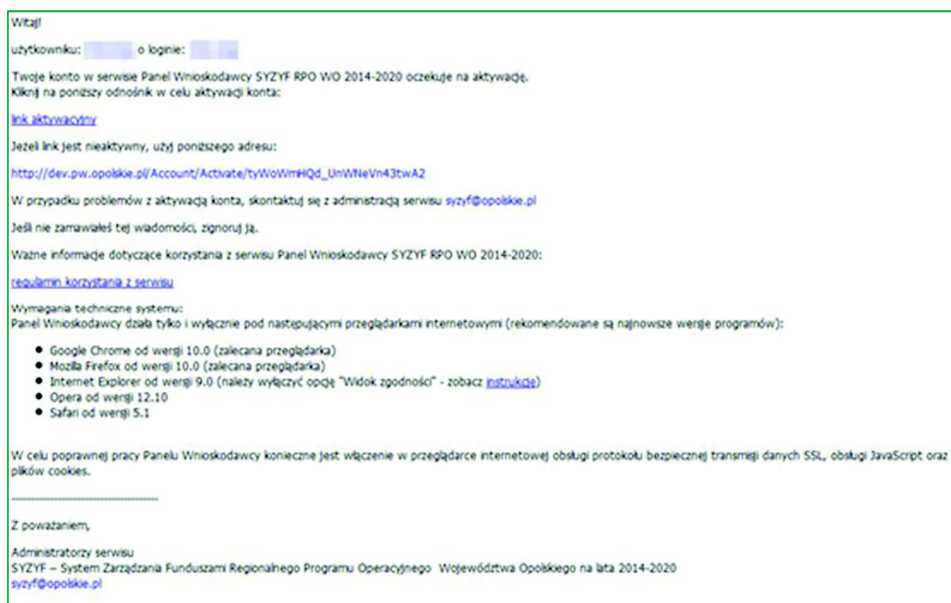 Witaj!
użytkowniku: o loginie:
Twoje konto w serwisie Panel Wnioskodawcy SYZYF RPO WO 2014-2020 oczekuje na aktywację.
Kliknij na poniższy odnośnik w celu aktywacji konta:
link aktywacyjny
Jeżeli link jest nieaktywny, użyj poniższego adresu:
http://dev.pw.opolskie.pl/Account/Activate/tyWoWmHQd_UnWNeVn43twA2
W przypadku problemów z aktywacją konta, skontaktuj się z administracją serwisu syzyf@opolskie.pl
Jeśli nie zamawiałeś tej wiadomości, zignoruj ją.
Ważne informacje dotyczące korzystania z serwisu Panel Wnioskodawcy SYZYF RPO WO 2014-2020:
regulamin korzystania z serwisu
Wymagania techniczne systemu:
Panel Wnioskodawcy działa tylko i wyłącznie pod następującymi przeglądarkami internetowymi (rekomendowane są najnowsze wersje programów):
● Google Chrome od wersji 10.0 (zalecana przeglądarka)
● Mozilla Firefox od wersji 10.0 (zalecana przeglądarka)
● Internet Explorer od wersji 9.0 (należy wyłączyć opcję "Widok zgodności" - zobacz instrukcję)
● Opera od wersji 12.10
● Safari od wersji 5.1
W celu poprawnej pracy Panelu Wnioskodawcy konieczne jest włączenie w przeglądarce internetowej obsługi protokołu bezpiecznej transmisji danych SSL, obsługi JavaScript oraz
plików cookies.
------------------------------------
Z poważaniem,
Administratorzy serwisu
SYZYF – System Zarządzania Funduszami Regionalnego Programu Operacyjnego Województwa Opolskiego na lata 2014-2020
syzyf@opolskie.pl